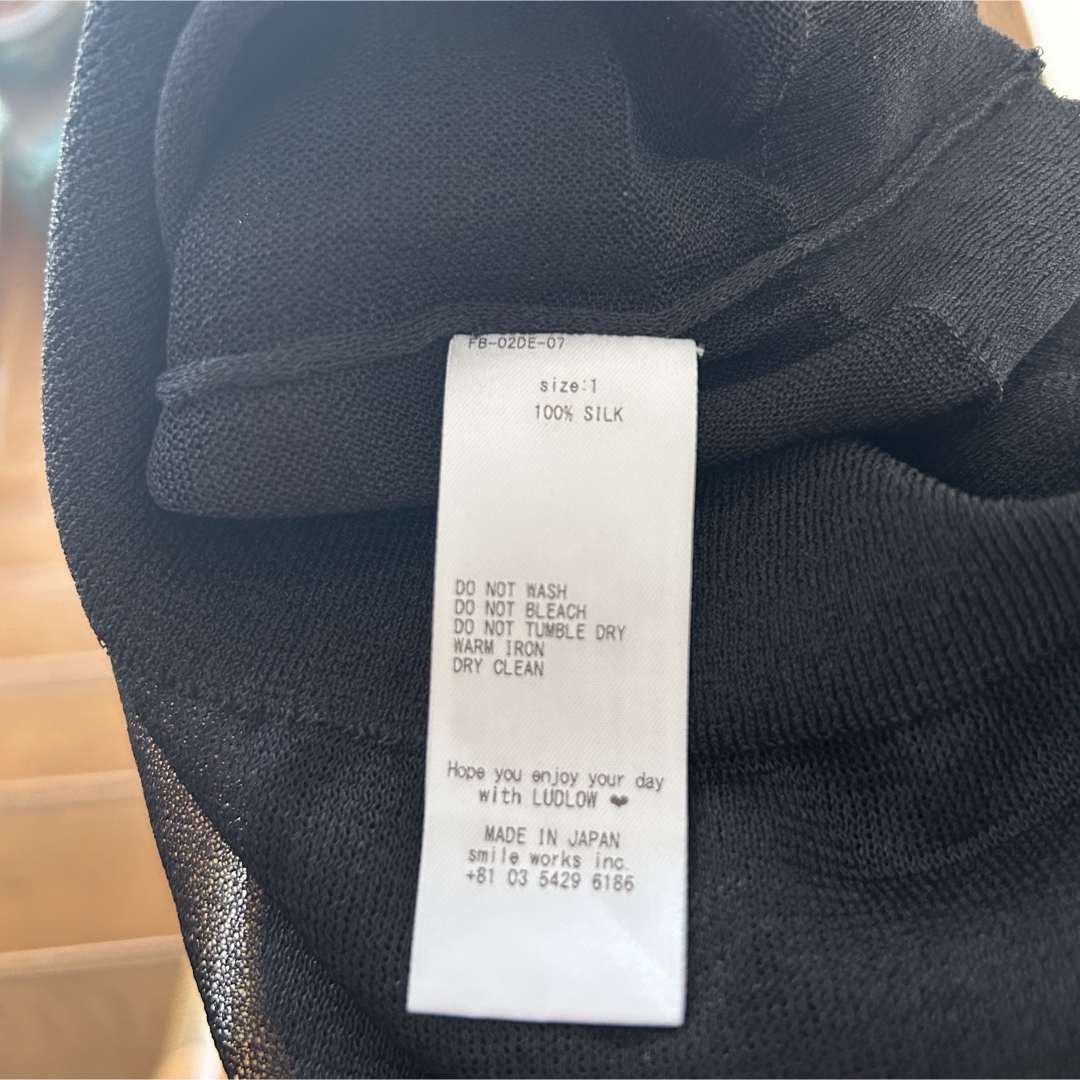 FB-02DE-07
size:1
100% SILK
DO NOT WASH
DO NOT BLEACH
DO NOT TUMBLE DRY
WARM IRON
DRY CLEAN
Hope you enjoy your day
with LUDLOW ❤
MADE IN JAPAN
smile works inc.
+81 03 5429 6186